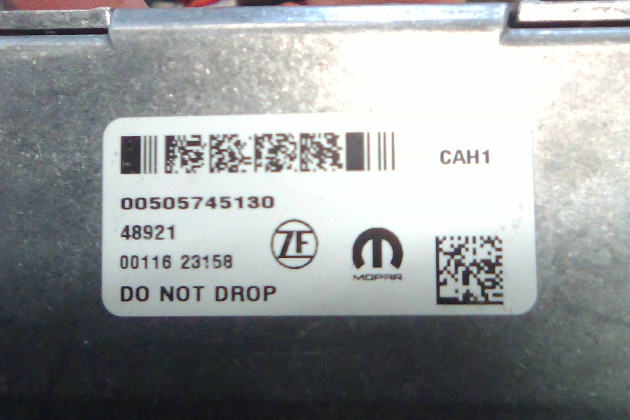 CAH1
00505745130
48921
00116 23158
ZF
MOPAR
DO NOT DROP